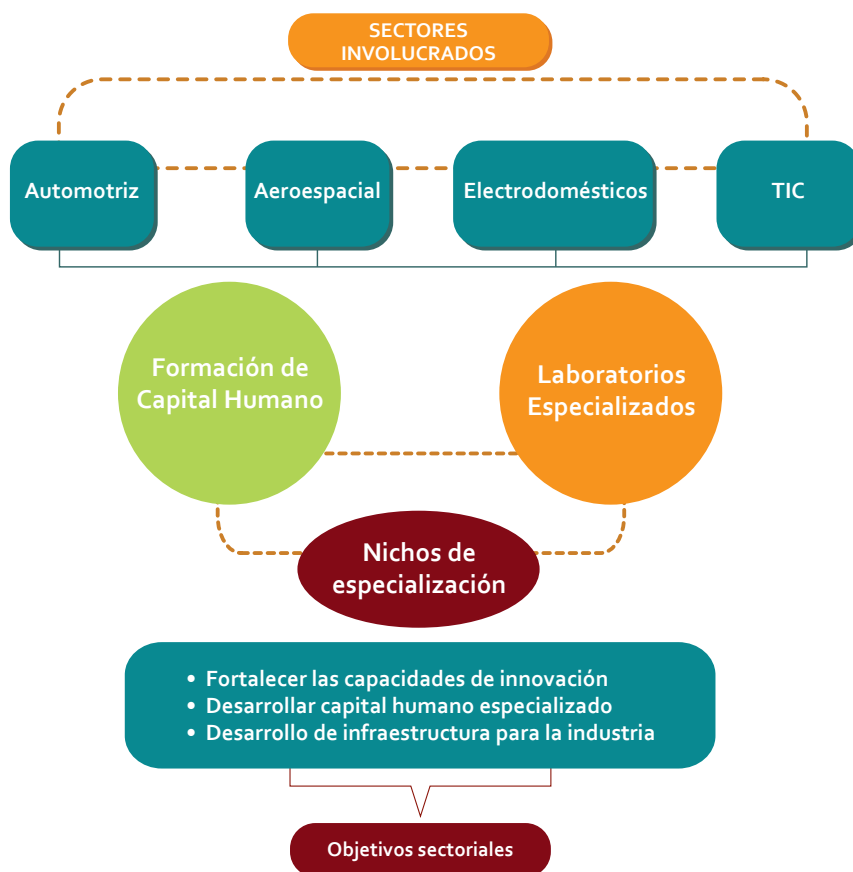 SECTORES
INVOLUCRADOS
Automotriz
Aeroespacial
Electrodomésticos
TIC
Formación de
Capital Humano
Laboratorios
Especializados
Nichos de
especialización
• Fortalecer las capacidades de innovación
• Desarrollar capital humano especializado
• Desarrollo de infraestructura para la industria
Objetivos sectoriales